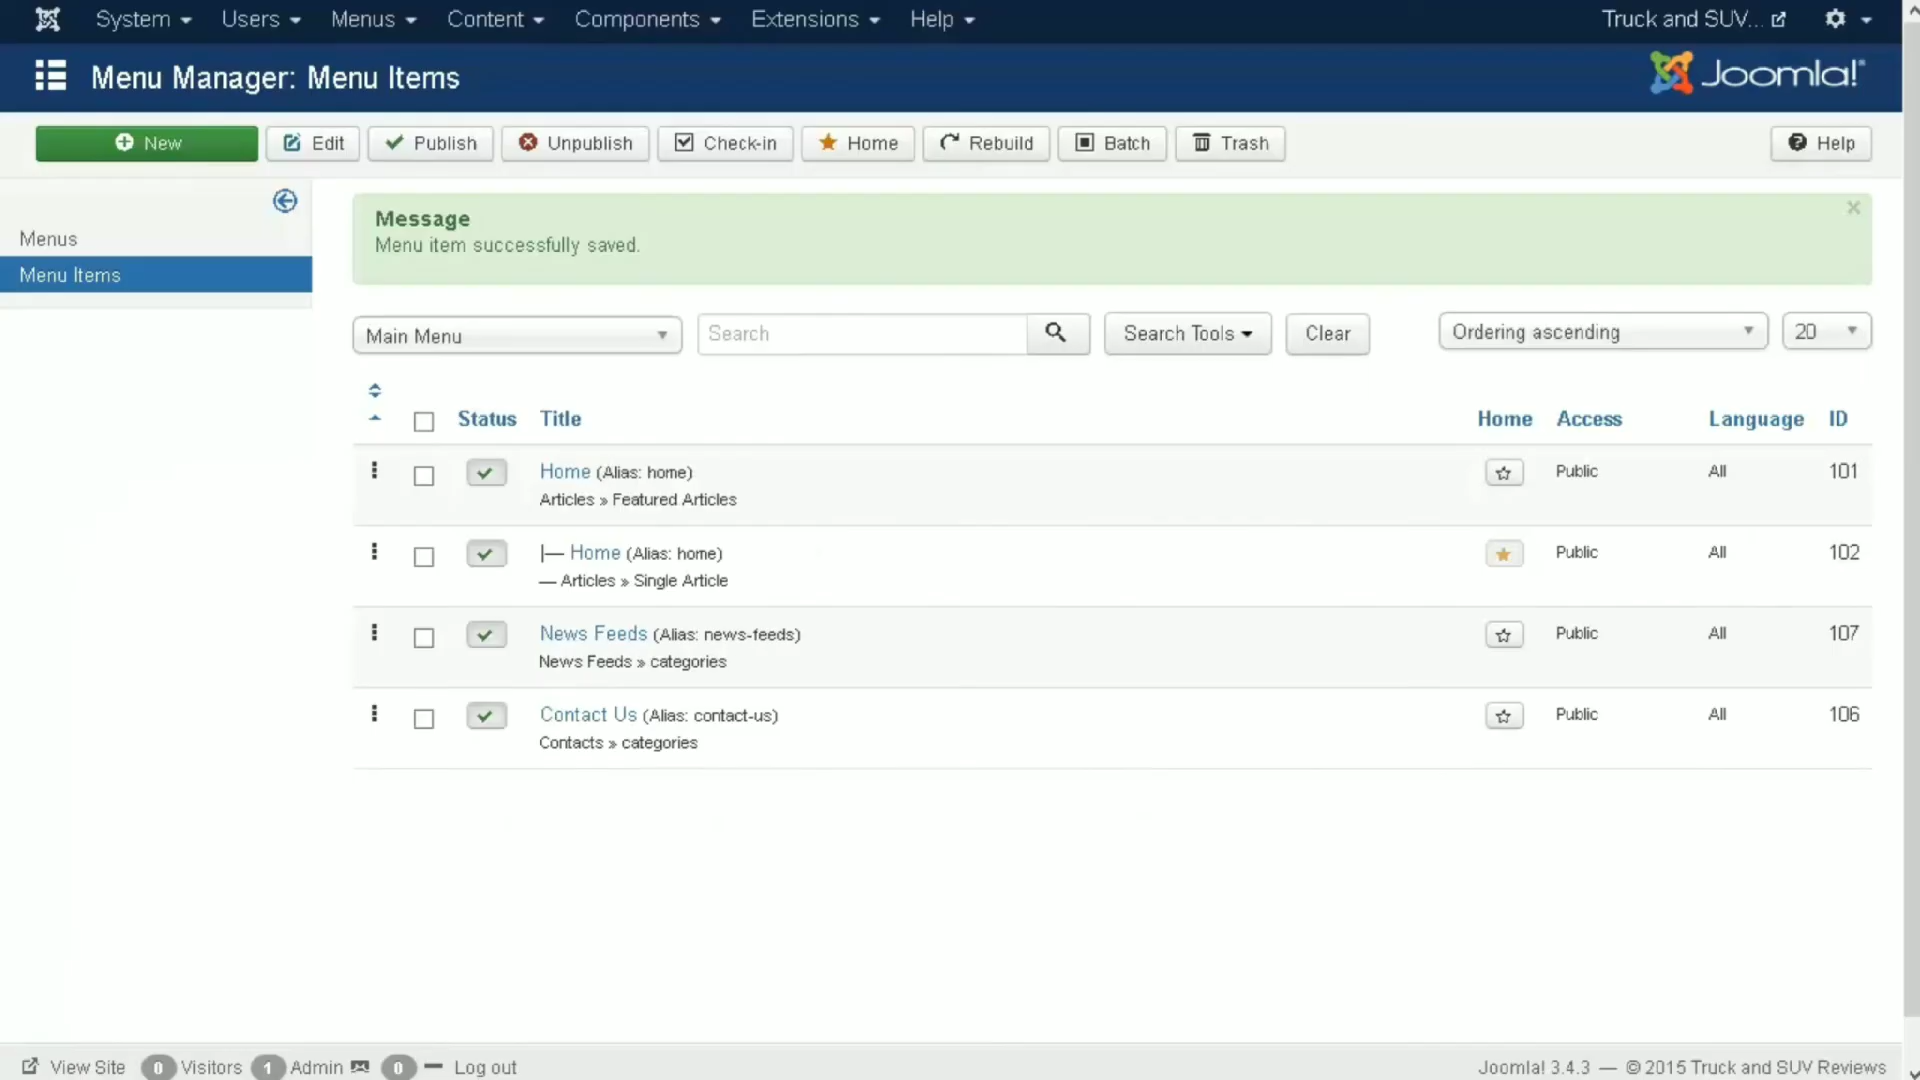 System Users Menus Content Components Extensions Help Truck and SUV...
Menu Manager: Menu Items Joomla!®
New Edit Publish Unpublish Check-in Home Rebuild Batch Trash Help
Message
Menu item successfully saved.
Menus
Menu Items
Main Menu Search Search Tools Clear Ordering ascending 20
Status Title Home Access Language ID
Home (Alias: home) Public All 101
Articles » Featured Articles
|— Home (Alias: home) Public All 102
— Articles » Single Article
News Feeds (Alias: news-feeds) Public All 107
News Feeds » categories
Contact Us (Alias: contact-us) Public All 106
Contacts » categories
View Site 0 Visitors 1 Admin 0 Log out Joomla! 3.4.3 — © 2015 Truck and SUV Reviews